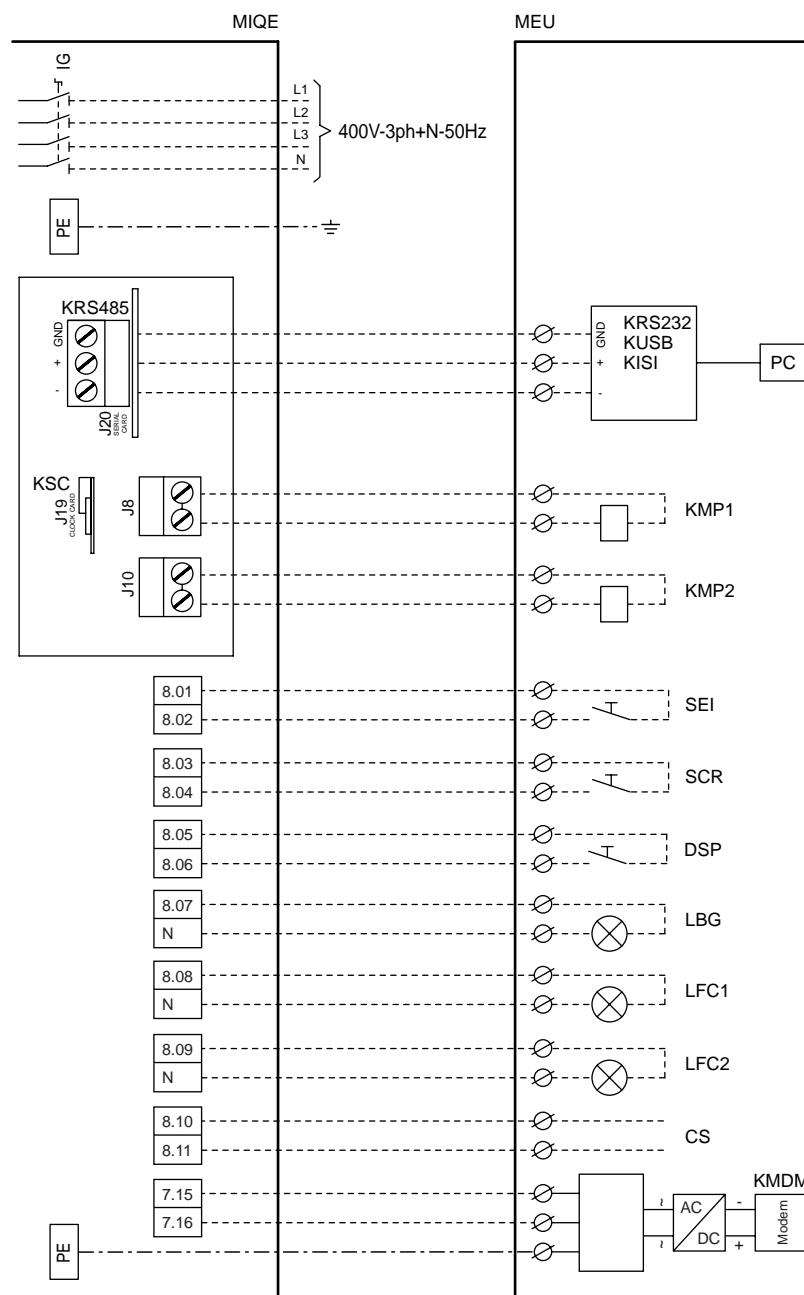 MIQE
MEU
IG
L1
L2
L3
N
400V-3ph+N-50Hz
PE
KRS485
GND
+
-
J20
SERIAL
CARD
GND
+
-
KRS232
KUSB
KISI
PC
KSC
J19
CLOCK CARD
J8
KMP1
J10
KMP2
8.01
8.02
SEI
8.03
8.04
SCR
8.05
8.06
DSP
8.07
N
LBG
8.08
N
LFC1
8.09
N
LFC2
8.10
8.11
CS
7.15
7.16
PE
~
~
AC
DC
-
+
KMDM
Modem